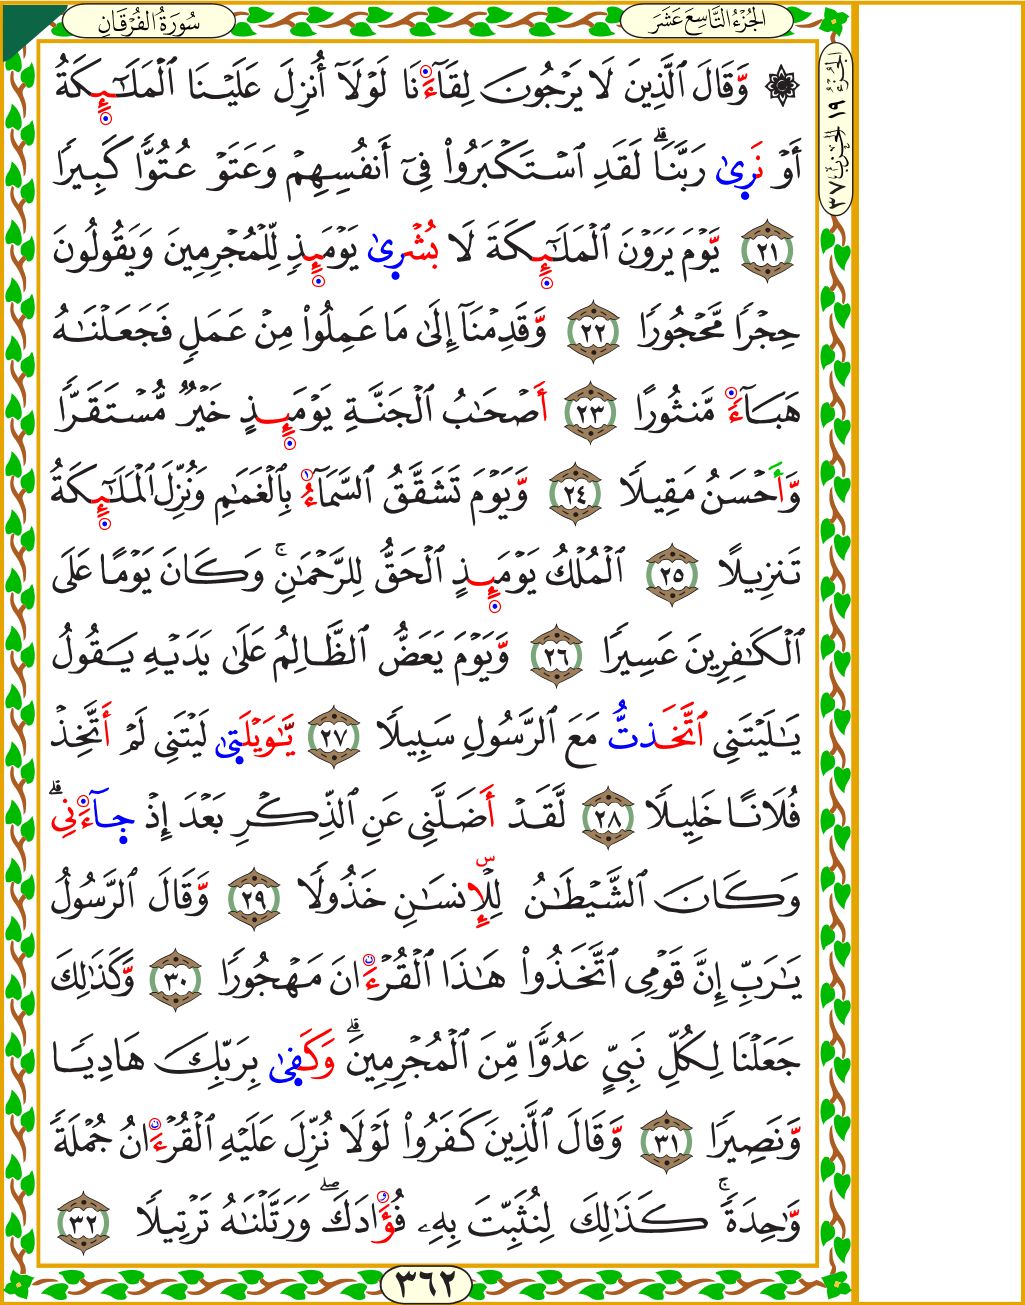 سُورَةُ الفُرْقَانِ
الجُزْءُ التَّاسِعَ عَشَرَ
الجُزْءُ ١٩ الحِزْبُ ٣٧
۞ وَّقَالَ ٱلَّذِينَ لَا يَرْجُونَ لِقَآءَنَا لَوْلَآ أُنزِلَ عَلَيْنَا ٱلْمَلَٰٓئِكَةُ
أَوْ نَرَىٰ رَبَّنَاۗ لَقَدِ ٱسْتَكْبَرُوا۟ فِىٓ أَنفُسِهِمْ وَعَتَوْ عُتُوًّا كَبِيرًا
٢١ يَّوْمَ يَرَوْنَ ٱلْمَلَٰٓئِكَةَ لَا بُشْرَىٰ يَوْمَئِذٍ لِّلْمُجْرِمِينَ وَيَقُولُونَ
حِجْرًا مَّحْجُورًا ٢٢ وَّقَدِمْنَآ إِلَىٰ مَا عَمِلُوا۟ مِنْ عَمَلٍ فَجَعَلْنَٰهُ
هَبَآءً مَّنثُورًا ٢٣ أَصْحَٰبُ ٱلْجَنَّةِ يَوْمَئِذٍ خَيْرٌ مُّسْتَقَرًّا
وَّأَحْسَنُ مَقِيلًا ٢٤ وَّيَوْمَ تَشَقَّقُ ٱلسَّمَآءُ بِٱلْغَمَٰمِ وَنُزِّلَ ٱلْمَلَٰٓئِكَةُ
تَنزِيلًا ٢٥ ٱلْمُلْكُ يَوْمَئِذٍ ٱلْحَقُّ لِلرَّحْمَٰنِۚ وَكَانَ يَوْمًا عَلَى
ٱلْكَٰفِرِينَ عَسِيرًا ٢٦ وَّيَوْمَ يَعَضُّ ٱلظَّالِمُ عَلَىٰ يَدَيْهِ يَقُولُ
يَٰلَيْتَنِى ٱتَّخَذتُّ مَعَ ٱلرَّسُولِ سَبِيلًا ٢٧ يَّٰوَيْلَتَىٰ لَيْتَنِى لَمْ أَتَّخِذْ
فُلَانًا خَلِيلًا ٢٨ لَّقَدْ أَضَلَّنِى عَنِ ٱلذِّكْرِ بَعْدَ إِذْ جَآءَنِىۗ
وَكَانَ ٱلشَّيْطَٰنُ لِلْإِنسَٰنِ خَذُولًا ٢٩ وَّقَالَ ٱلرَّسُولُ
يَٰرَبِّ إِنَّ قَوْمِى ٱتَّخَذُوا۟ هَٰذَا ٱلْقُرْءَانَ مَهْجُورًا ٣٠ وَّكَذَٰلِكَ
جَعَلْنَا لِكُلِّ نَبِىٍّ عَدُوًّا مِّنَ ٱلْمُجْرِمِينَۗ وَكَفَىٰ بِرَبِّكَ هَادِيًا
وَّنَصِيرًا ٣١ وَّقَالَ ٱلَّذِينَ كَفَرُوا۟ لَوْلَا نُزِّلَ عَلَيْهِ ٱلْقُرْءَانُ جُمْلَةً
وَّٰحِدَةًۚ كَذَٰلِكَ لِنُثَبِّتَ بِهِۦ فُؤَادَكَۖ وَرَتَّلْنَٰهُ تَرْتِيلًا ٣٢
٣٦٢